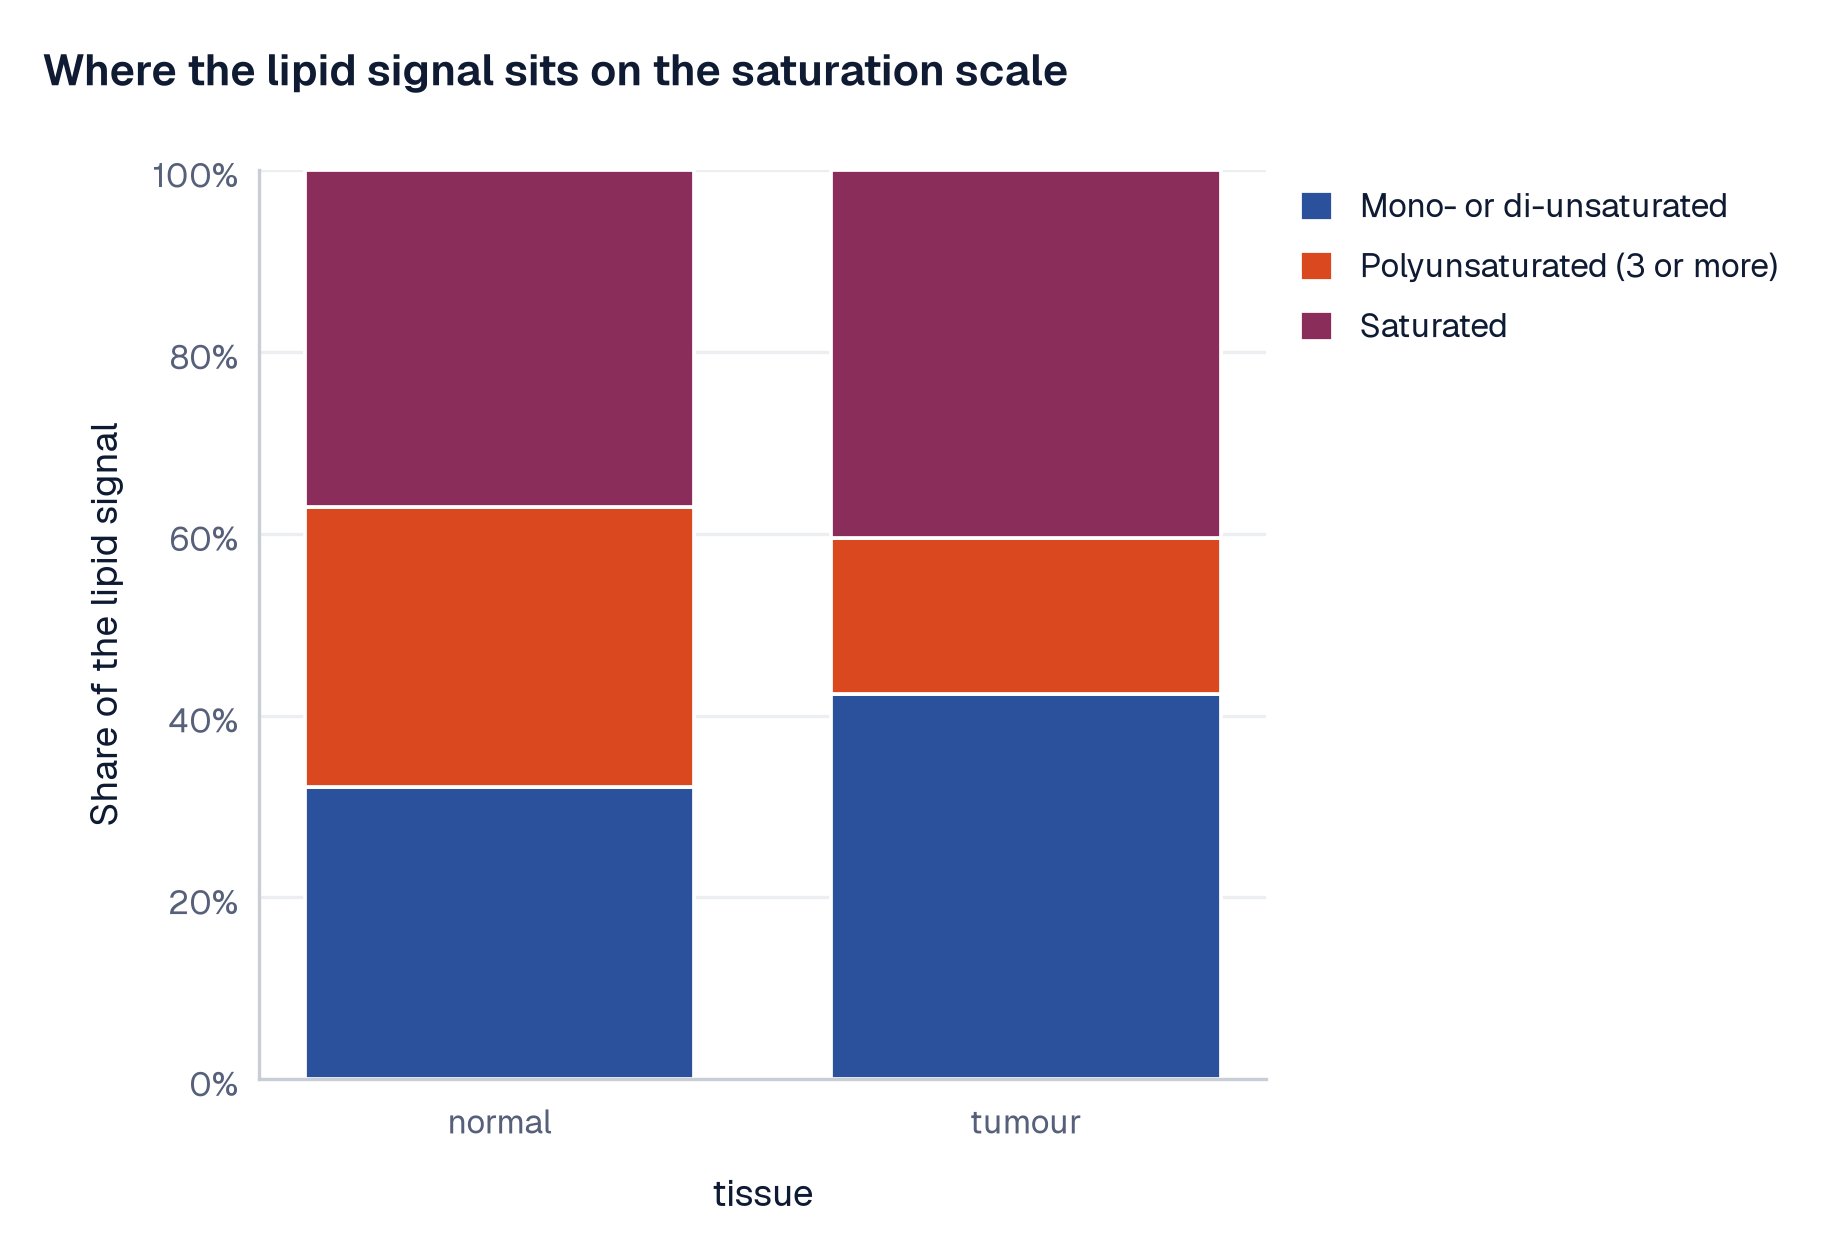 Where the lipid signal sits on the saturation scale
100%
80%
60%
40%
20%
0%
Share of the lipid signal
normal
tumour
tissue
Mono- or di-unsaturated
Polyunsaturated (3 or more)
Saturated